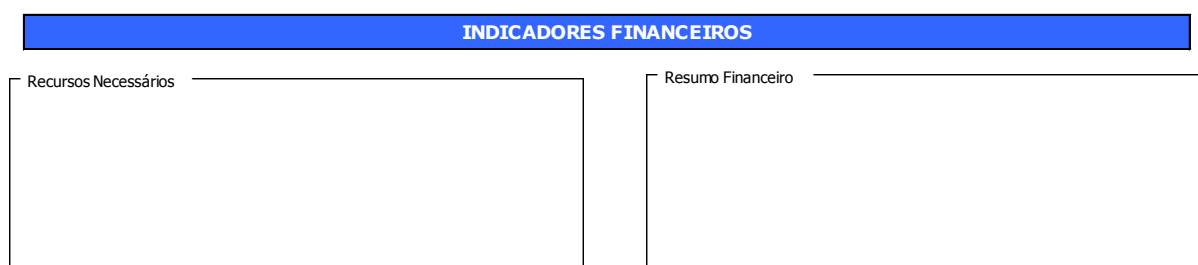 INDICADORES FINANCEIROS
Recursos Necessários
Resumo Financeiro